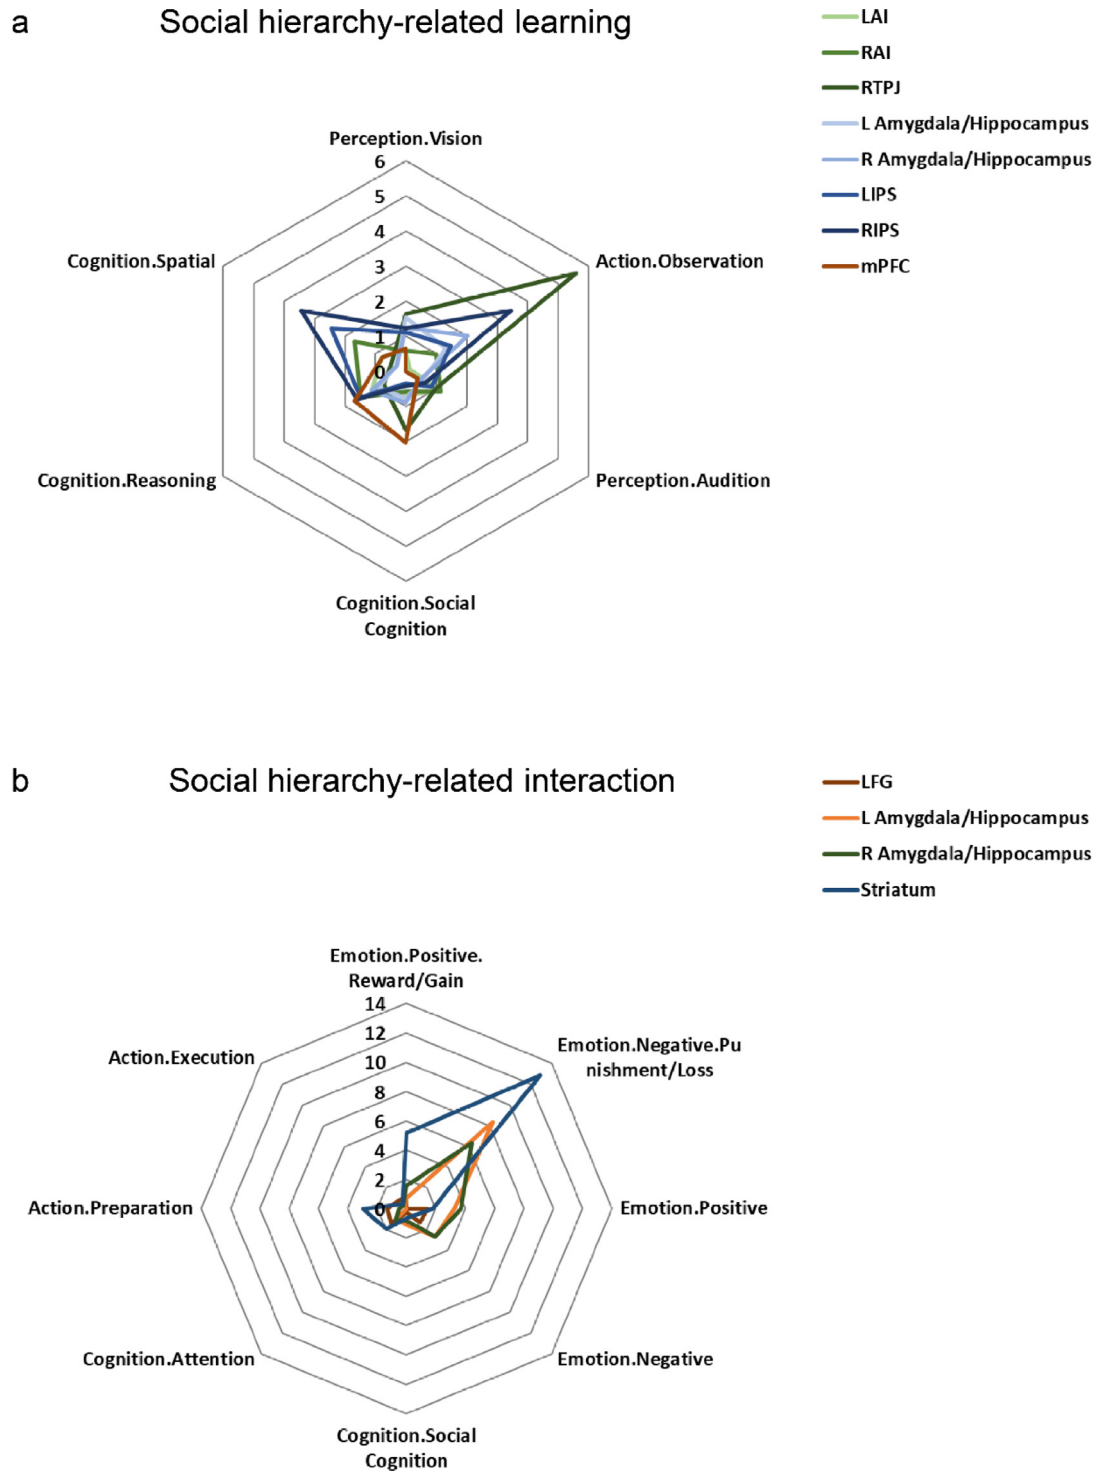 a
Social hierarchy-related learning
LAI
RAI
RTPJ
L Amygdala/Hippocampus
R Amygdala/Hippocampus
LIPS
RIPS
mPFC
Perception.Vision
6
5
4
3
2
1
0
Cognition.Spatial
Action.Observation
Cognition.Reasoning
Perception.Audition
Cognition.Social
Cognition
b
Social hierarchy-related interaction
LFG
L Amygdala/Hippocampus
R Amygdala/Hippocampus
Striatum
Emotion.Positive.
Reward/Gain
14
12
10
8
6
4
2
0
Action.Execution
Emotion.Negative.Pu
nishment/Loss
Action.Preparation
Emotion.Positive
Cognition.Attention
Emotion.Negative
Cognition.Social
Cognition